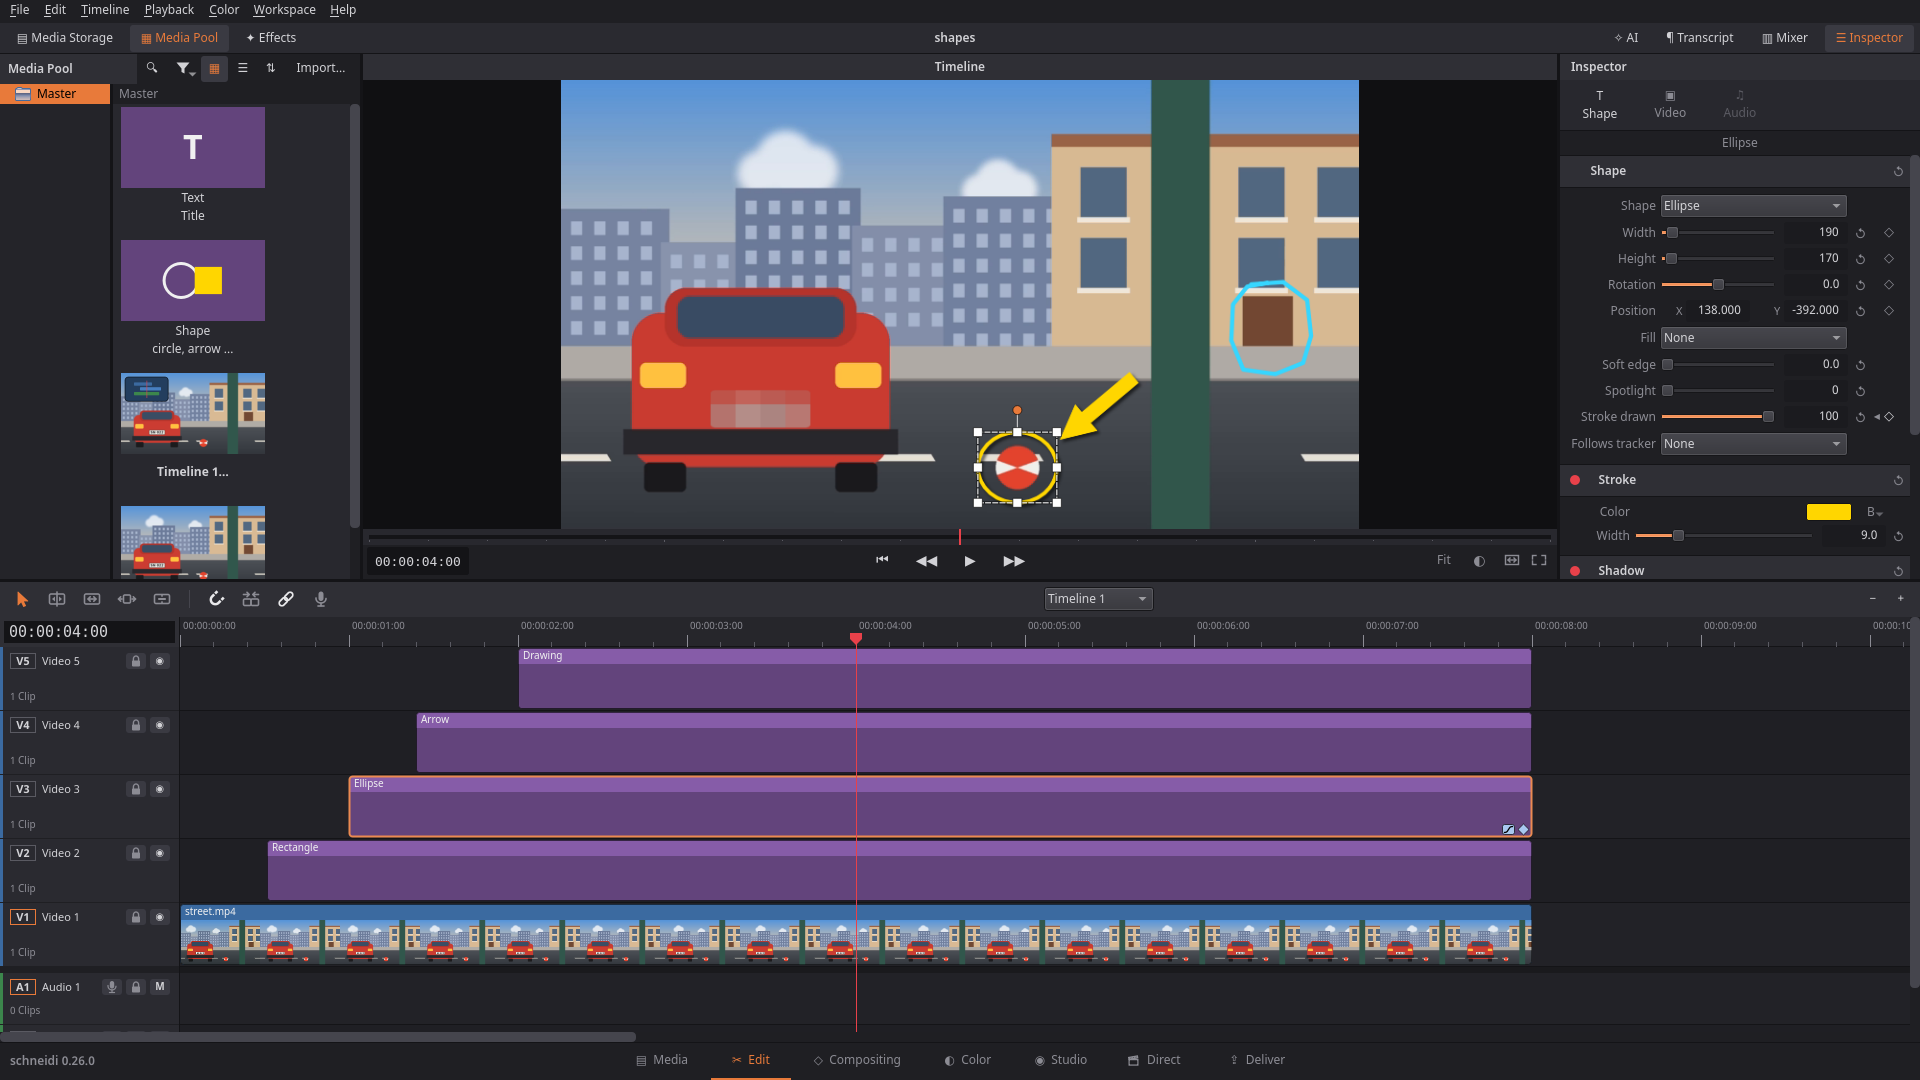 File Edit Timeline Playback Color Workspace Help
Media Storage Media Pool Effects shapes AI Transcript Mixer Inspector
Media Pool Import... Timeline Inspector
Master Master
T
Text
Title
Shape
circle, arrow ...
Timeline 1...
T Shape Video Audio
Ellipse
Shape
Shape Ellipse
Width 190
Height 170
Rotation 0.0
Position X 138.000 Y -392.000
Fill None
Soft edge 0.0
Spotlight 0
Stroke drawn 100
Follows tracker None
Stroke
Color B
Width 9.0
Shadow
00:00:04:00 Fit
Timeline 1
00:00:04:00 00:00:00:00 00:00:01:00 00:00:02:00 00:00:03:00 00:00:04:00 00:00:05:00 00:00:06:00 00:00:07:00 00:00:08:00 00:00:09:00 00:00:10
V5 Video 5 Drawing
1 Clip
V4 Video 4 Arrow
1 Clip
V3 Video 3 Ellipse
1 Clip
V2 Video 2 Rectangle
1 Clip
V1 Video 1 street.mp4
1 Clip
A1 Audio 1 M
0 Clips
schneidi 0.26.0 Media Edit Compositing Color Studio Direct Deliver